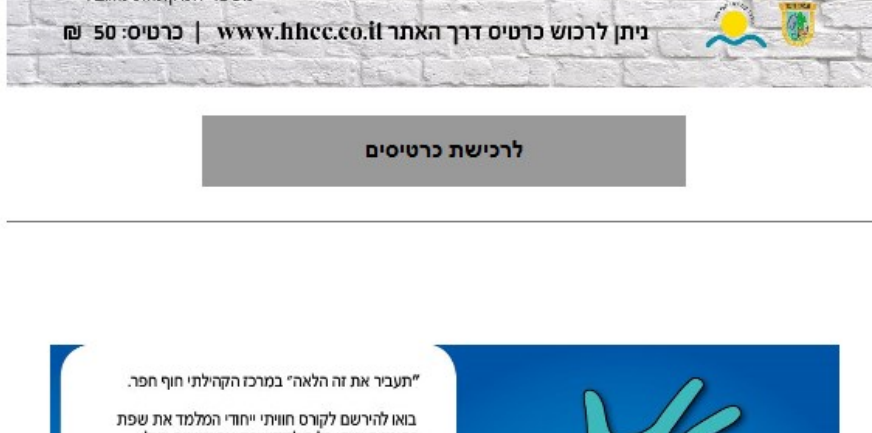 ניתן לרכוש כרטיס דרך האתר www.hhcc.co.il | כרטיס: 50 ₪
לרכישת כרטיסים
"תעביר את זה הלאה" במרכז הקהילתי חוף חפר.
בואו להירשם לקורס חוויתי ייחודי המלמד את שפת